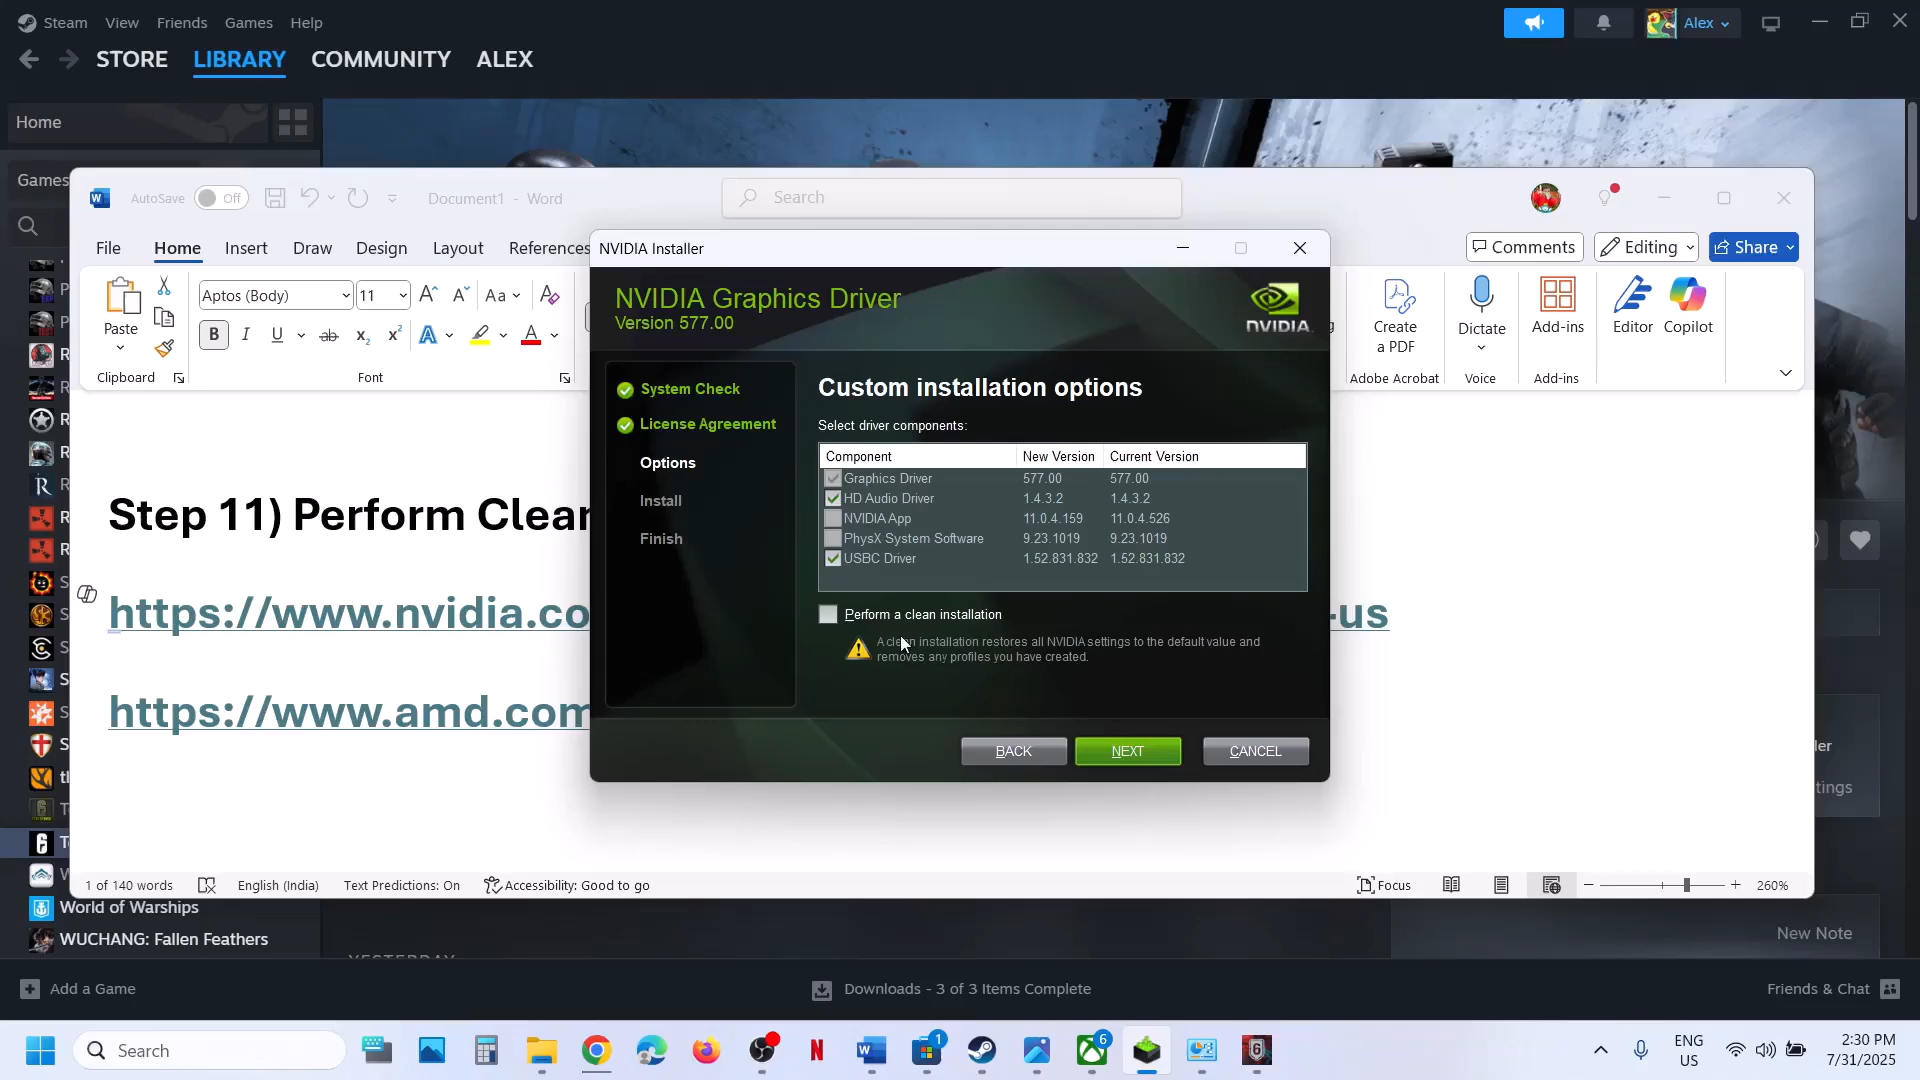 Steam View Friends Games Help
Alex
STORE LIBRARY COMMUNITY ALEX
Home
Games
AutoSave Off Document1 - Word
Search
File Home Insert Draw Design Layout References
Comments Editing Share
NVIDIA Installer
Aptos (Body) 11
Paste
Clipboard
Font
Create a PDF
Adobe Acrobat
Dictate
Voice
Add-ins
Add-ins
Editor Copilot
NVIDIA Graphics Driver
Version 577.00
NVIDIA
System Check
License Agreement
Options
Install
Finish
Custom installation options
Select driver components:
Component New Version Current Version
Graphics Driver 577.00 577.00
HD Audio Driver 1.4.3.2 1.4.3.2
NVIDIA App 11.0.4.159 11.0.4.526
PhysX System Software 9.23.1019 9.23.1019
USBC Driver 1.52.831.832 1.52.831.832
Perform a clean installation
A clean installation restores all NVIDIA settings to the default value and
removes any profiles you have created.
BACK NEXT CANCEL
Step 11) Perform Clean
https://www.nvidia.co
-us
https://www.amd.com
1 of 140 words English (India) Text Predictions: On Accessibility: Good to go
Focus 260%
World of Warships
WUCHANG: Fallen Feathers
New Note
YESTERDAY
Add a Game
Downloads - 3 of 3 Items Complete
Friends & Chat
Search
1
6
ENG
US
2:30 PM
7/31/2025